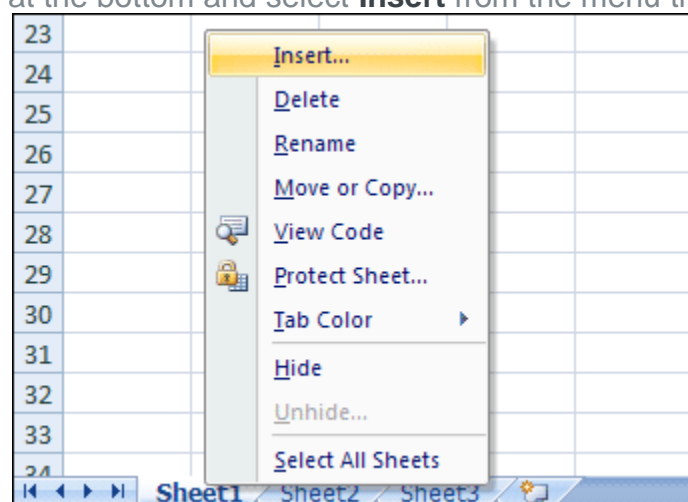 at the bottom and select Insert from the menu th
23
24
25
26
27
28
29
30
31
32
33
34
Insert...
Delete
Rename
Move or Copy...
View Code
Protect Sheet...
Tab Color
Hide
Unhide...
Select All Sheets
Sheet1 Sheet2 Sheet3